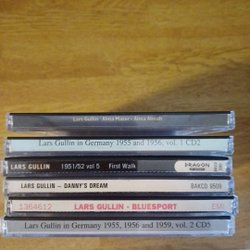 Lars Gullin · Alma Mater - Alma Almah
Lars Gullin in Germany 1955 and 1956, vol. 1 CD2
LARS GULLIN 1951/52 vol 5 First Walk DRAGON
LARS GULLIN – DANNY'S DREAM BAKCD 9509
1364612 LARS GULLIN - BLUESPORT EMI
Lars Gullin in Germany 1955, 1956 and 1959, vol. 2 CD5